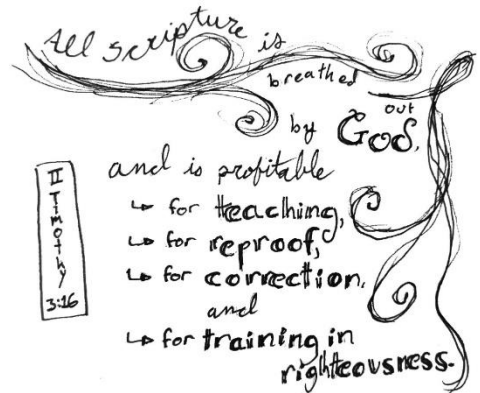 All scripture is
breathed
out
by God,
and is profitable
↳ for teaching,
↳ for reproof,
↳ for correction,
and
↳ for training in
righteousness.
II
Timothy
3:16